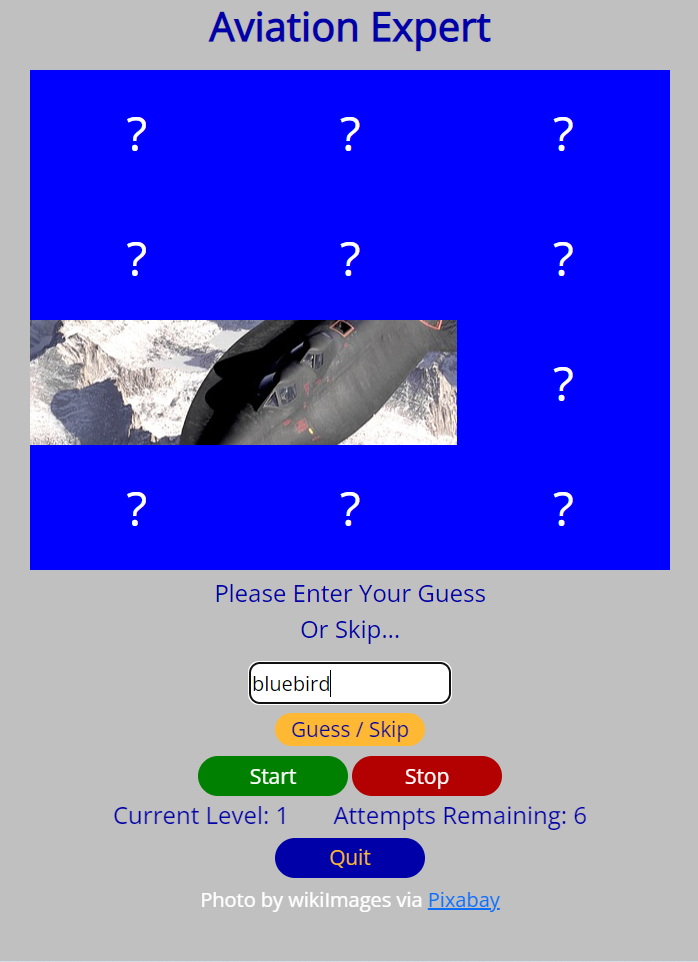 Aviation Expert
? ? ?
? ? ?
?
? ? ?
Please Enter Your Guess
Or Skip...
bluebird
Guess / Skip
Start Stop
Current Level: 1 Attempts Remaining: 6
Quit
Photo by wikiImages via Pixabay